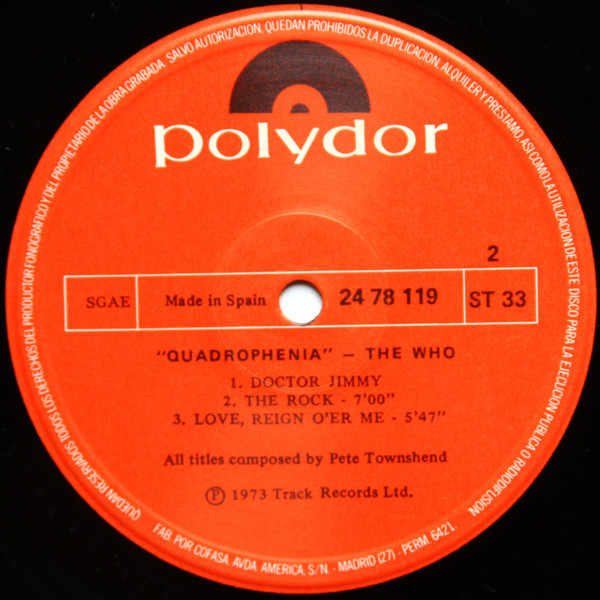 QUEDAN RESERVADOS TODOS LOS DERECHOS DEL PRODUCTOR FONOGRAFICO Y DEL PROPIETARIO DE LA OBRA GRABADA. SALVO AUTORIZACION, QUEDAN PROHIBIDOS LA DUPLICACION, ALQUILER Y PRESTAMO, ASI COMO LA UTILIZACION DE ESTE DISCO PARA LA EJECUCION PUBLICA O RADIODIFUSION.
polydor
2
SGAE Made in Spain 24 78 119 ST 33
"QUADROPHENIA" – THE WHO
1. DOCTOR JIMMY
2. THE ROCK - 7'00"
3. LOVE, REIGN O'ER ME - 5'47"
All titles composed by Pete Townshend
Ⓟ 1973 Track Records Ltd.
FAB. POR COFASA. AVDA. AMERICA, S/N. - MADRID (27) - PERM. 6421.